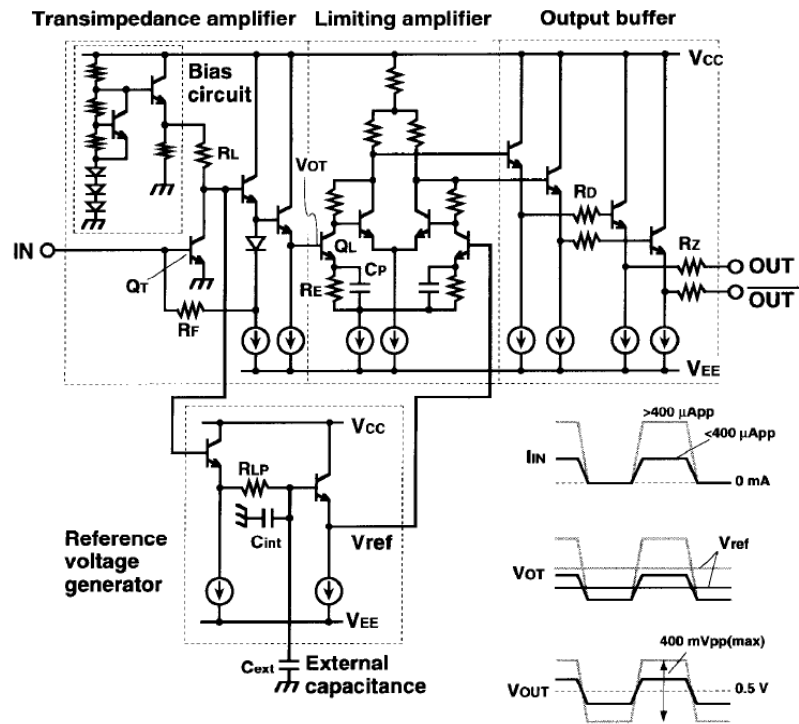 Transimpedance amplifier
Limiting amplifier
Output buffer
Bias
circuit
VCC
RL
VOT
RD
RZ
IN
QT
QL
CP
RE
RF
OUT
OUT
VEE
VCC
RLP
Cint
Vref
Reference
voltage
generator
VEE
Cext
External
capacitance
>400 μApp
<400 μApp
IIN
0 mA
Vref
VOT
400 mVpp(max)
VOUT
0.5 V